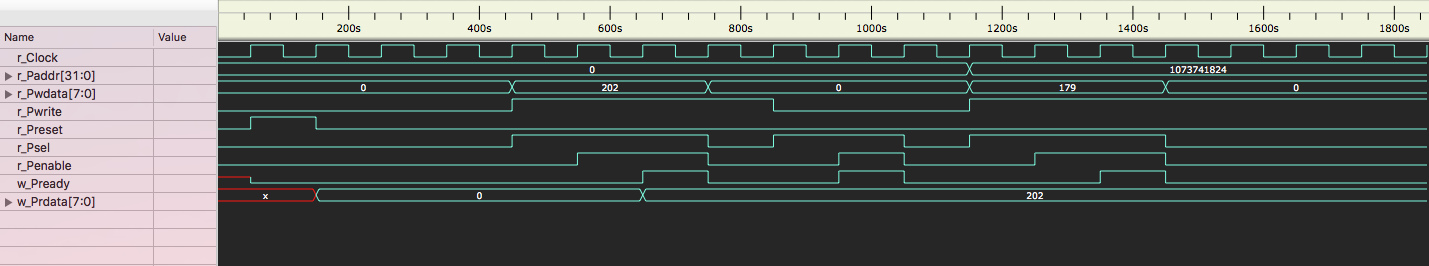 200s 400s 600s 800s 1000s 1200s 1400s 1600s 1800s
Name Value
r_Clock
r_Paddr[31:0] 0 1073741824
r_Pwdata[7:0] 0 202 0 179 0
r_Pwrite
r_Preset
r_Psel
r_Penable
w_Pready
w_Prdata[7:0] x 0 202